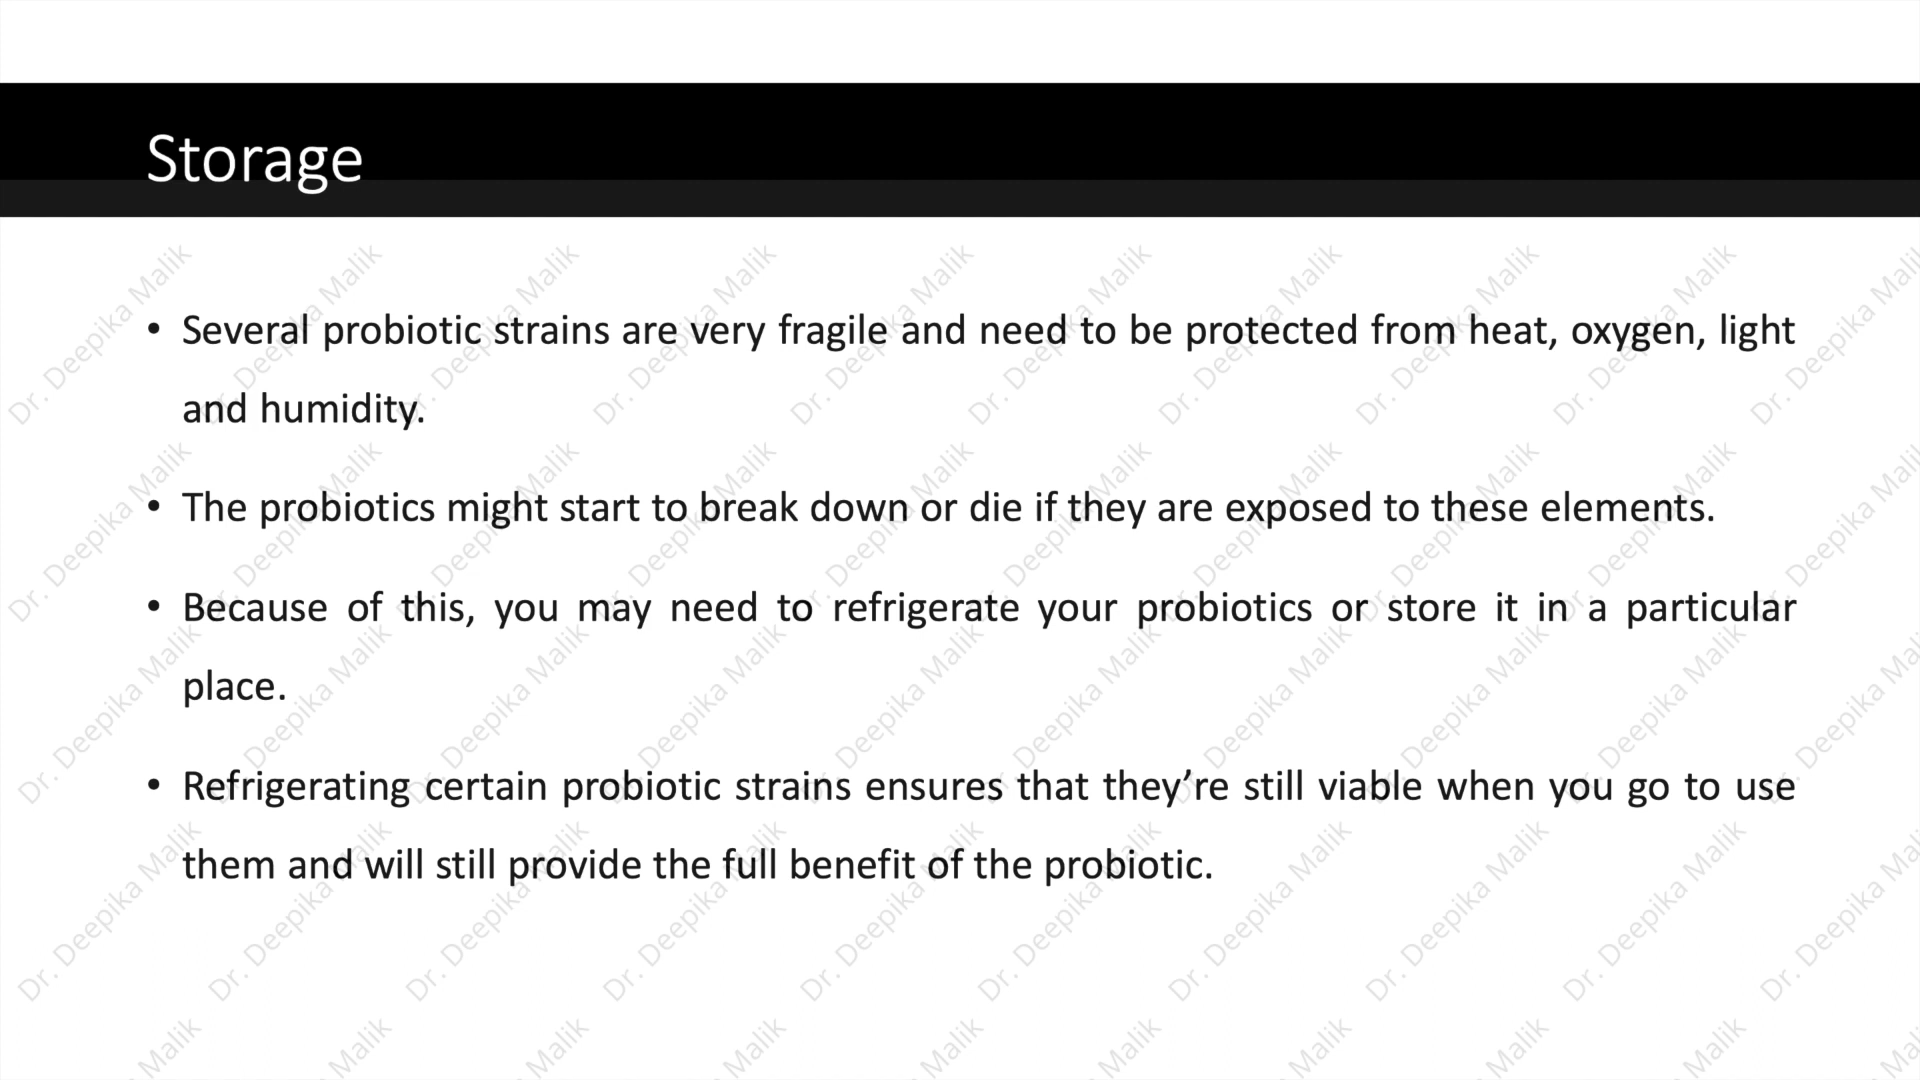 Storage
• Several probiotic strains are very fragile and need to be protected from heat, oxygen, light
and humidity.
• The probiotics might start to break down or die if they are exposed to these elements.
• Because of this, you may need to refrigerate your probiotics or store it in a particular
place.
• Refrigerating certain probiotic strains ensures that they’re still viable when you go to use
them and will still provide the full benefit of the probiotic.
Dr. Deepika Malik